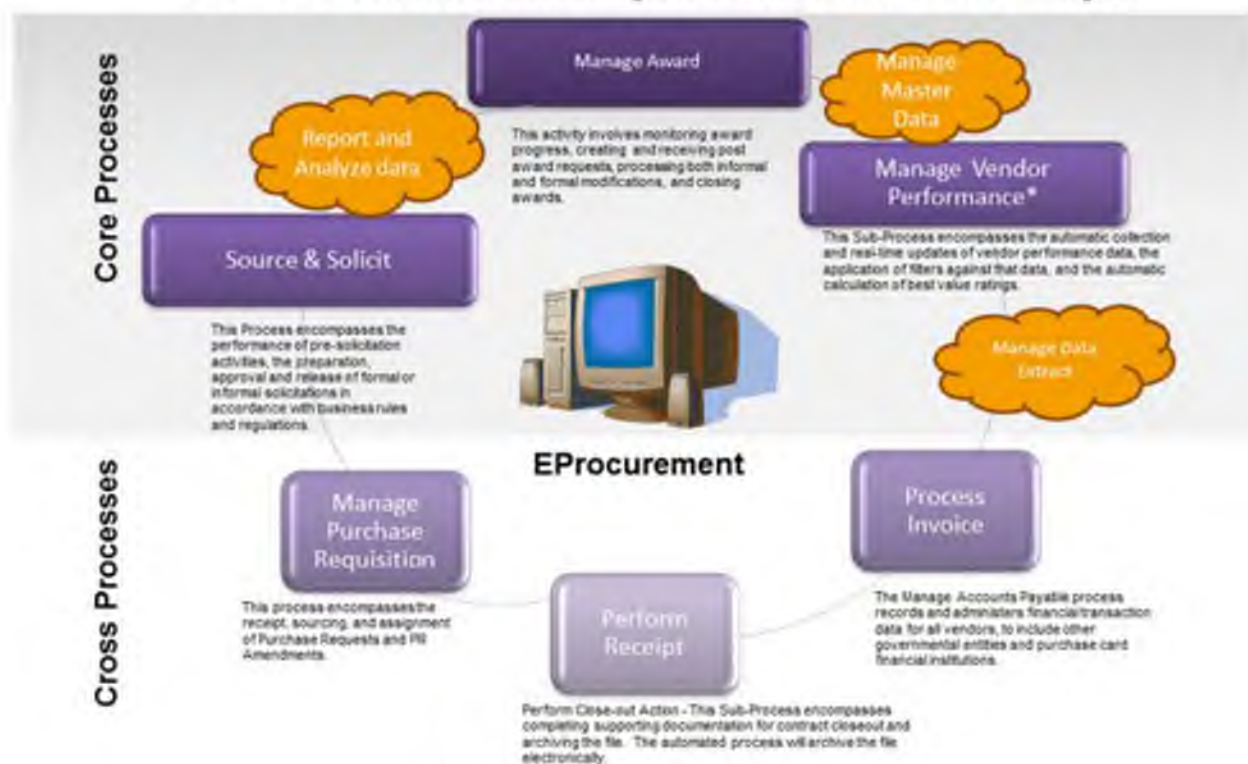 Core Processes
Manage Award
Manage
Master
Data
Report and
Analyze data
This activity involves monitoring award
progress, creating and receiving post
award requests, processing both informal
and formal modifications, and closing
awards.
Manage Vendor
Performance*
This Sub-Process encompasses the automatic collection
and real-time updates of vendor performance data, the
application of filters against that data, and the automatic
calculation of best value ratings.
Source & Solicit
This Process encompasses the
performance of pre-solicitation
activities, the preparation,
approval and release of formal or
informal solicitations in
accordance with business rules
and regulations.
Manage Data
Extract
EProcurement
Cross Processes
Manage
Purchase
Requisition
This process encompasses the
receipt, sourcing, and assignment
of Purchase Requests and PR
Amendments.
Process
Invoice
The Manage Accounts Payable process
records and administers financial transaction
data for all vendors, to include other
governmental entities and purchase card
financial institutions.
Perform
Receipt
Perform Close-out Action - This Sub-Process encompasses
completing supporting documentation for contract closeout and
archiving the file. The automated process will archive the file
electronically.